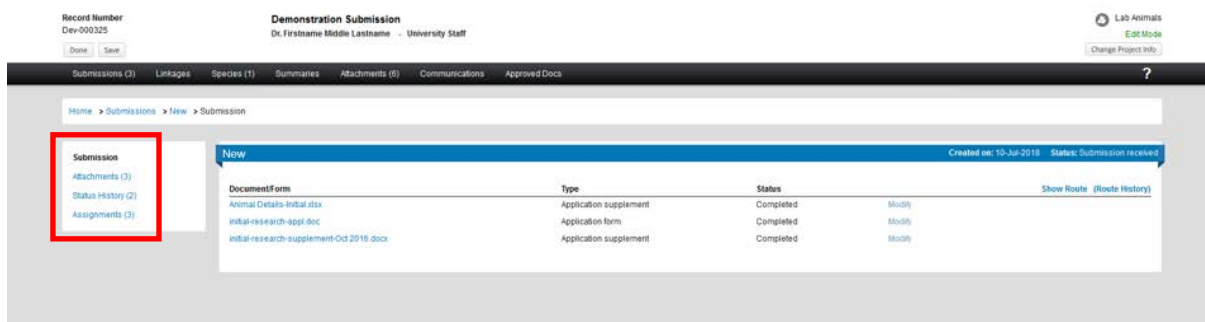 Record Number
Dev-000325
Done Save
Demonstration Submission
Dr. Firstname Middle Lastname - University Staff
Lab Animals
Edit Mode
Change Project Info
Submissions (3) Linkages Species (1) Summaries Attachments (6) Communications Approved Docs ?
Home > Submissions > New > Submission
Submission
Attachments (3)
Status History (2)
Assignments (3)
New Created on: 10-Jul-2018 Status: Submission received
Document/Form Type Status Show Route (Route History)
Animal Details-Initial.xlsx Application supplement Completed Modify
initial-research-appl.doc Application form Completed Modify
initial-research-supplement-Oct 2016.docx Application supplement Completed Modify